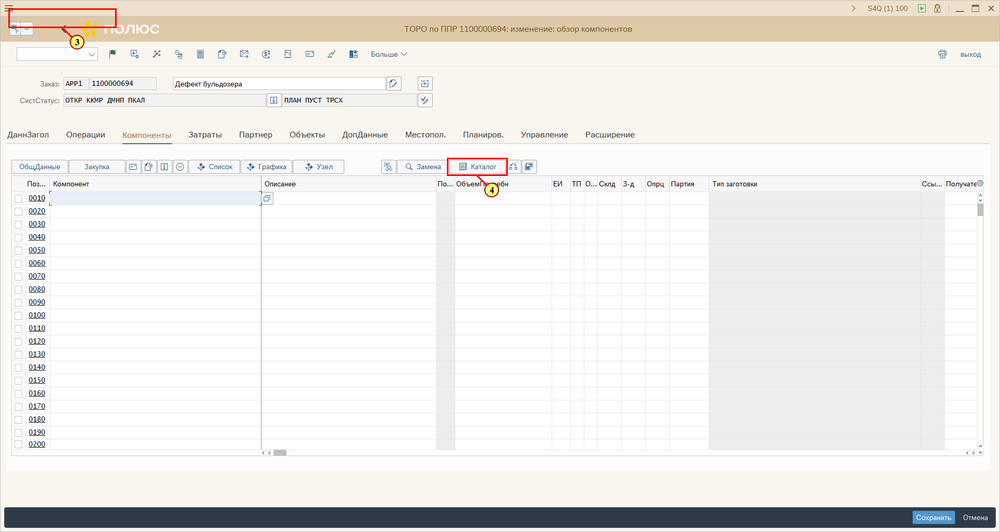 S4Q (1) 100
ПОЛЮС
ТОРО по ППР 1100000694: изменение: обзор компонентов
3
Больше
выход
Заказ: APP1 1100000694 Дефект бульдозера
СистСтатус: ОТКР ККМР ДМНП ПКАЛ ПЛАН ПУСТ ТРСХ
ДаннЗагол Операции Компоненты Затраты Партнер Объекты ДопДанные Местопол. Планиров. Управление Расширение
ОбщДанные Закупка Список Графика Узел Замена Каталог
Поз... Компонент Описание По... ЕИ ТП О... Склд З-д Опрц Партия Тип заготовки Ссы... Получате
4
0010
0020
0030
0040
0050
0060
0070
0080
0090
0100
0110
0120
0130
0140
0150
0160
0170
0180
0190
0200
Сохранить Отмена